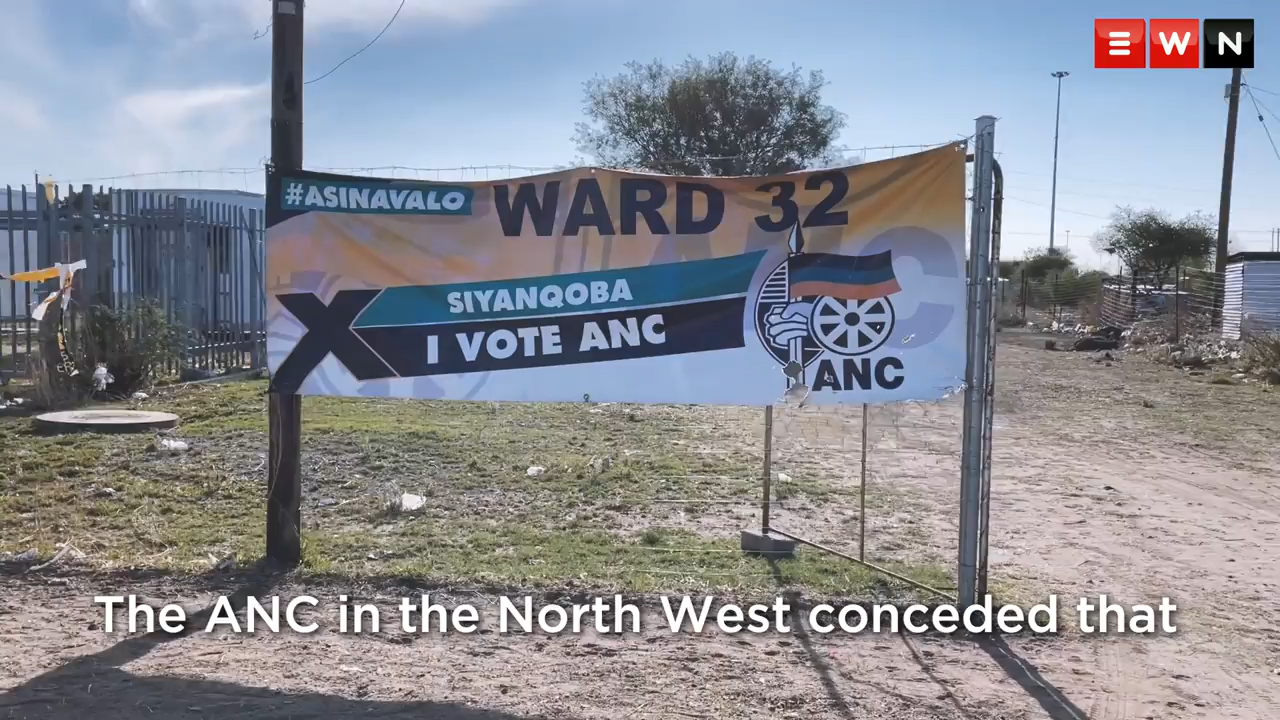 EWN
#ASINAVALO
WARD 32
SIYANQOBA
I VOTE ANC
ANC
The ANC in the North West conceded that